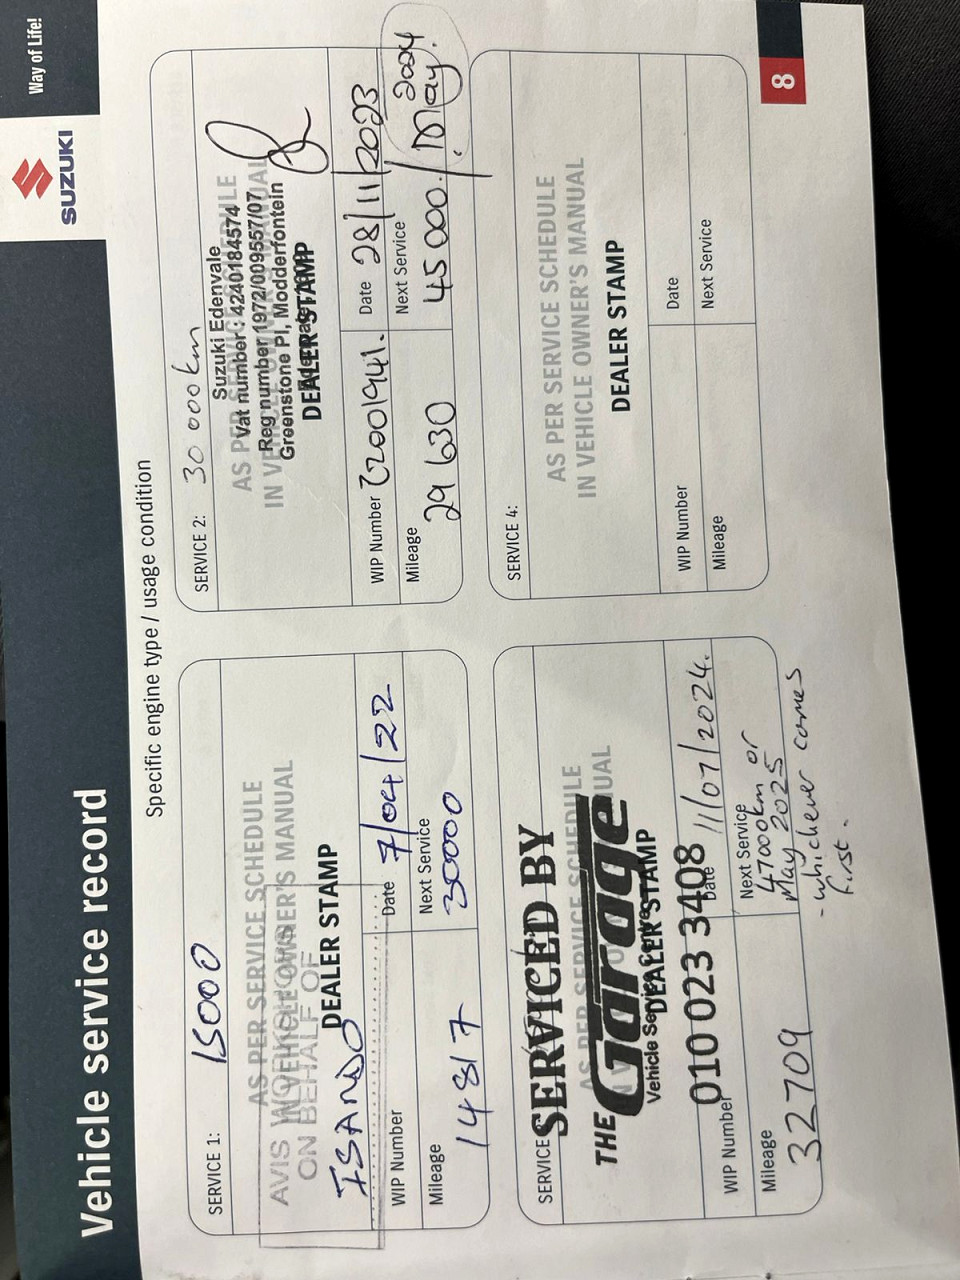 Vehicle service record
SUZUKI
Way of Life!
Specific engine type / usage condition
SERVICE 1: 15000
AS PER SERVICE SCHEDULE
IN VEHICLE OWNER'S MANUAL
AVIS WORKSHOP
ON BEHALF OF
DEALER STAMP
ISANDO
WIP Number
Date 7/04/22
Mileage
14817
Next Service
30000
SERVICE 2: 30 000km
Suzuki Edenvale
AS PER SERVICE SCHEDULE
Vat number: 4240184574
IN VEHICLE OWNER'S MANUAL
Reg number 1972/009557/07
Greenstone Pl, Modderfontein
DEALER STAMP
WIP Number 22001941.
Date 28/11/2023
Mileage
29 630
Next Service
45 000. / May 2024
SERVICE
SERVICED BY
AS PER SERVICE SCHEDULE
THE Garage
Vehicle Service
DEALER STAMP
010 023 3408
WIP Number
Date 11/07/2024.
Mileage
32709
Next Service
47000km or
May 2025
- whichever comes
first.
SERVICE 4:
AS PER SERVICE SCHEDULE
IN VEHICLE OWNER'S MANUAL
DEALER STAMP
WIP Number
Date
Mileage
Next Service
8